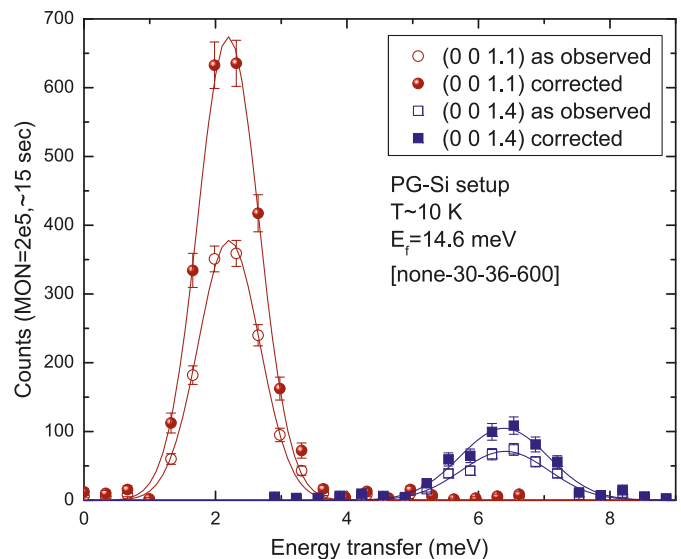 700
600
500
400
300
200
100
0
Counts (MON=2e5,~15 sec)
(0 0 1.1) as observed
(0 0 1.1) corrected
(0 0 1.4) as observed
(0 0 1.4) corrected
PG-Si setup
T~10 K
E_f=14.6 meV
[none-30-36-600]
0 2 4 6 8
Energy transfer (meV)